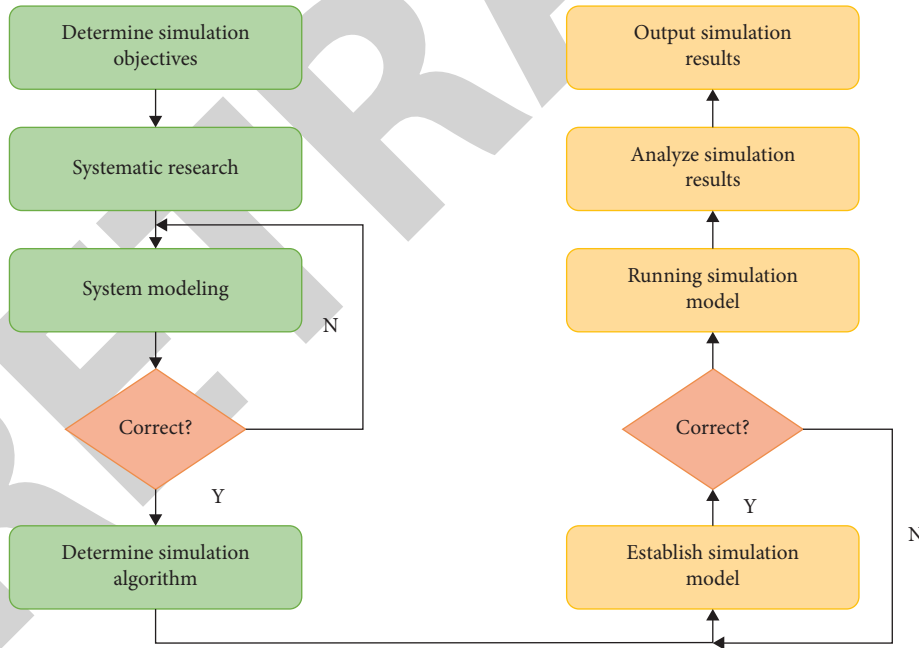 Determine simulation
objectives
Systematic research
System modeling
N
Correct?
Y
Determine simulation
algorithm
Output simulation
results
Analyze simulation
results
Running simulation
model
Correct?
Y
N
Establish simulation
model
RETRA